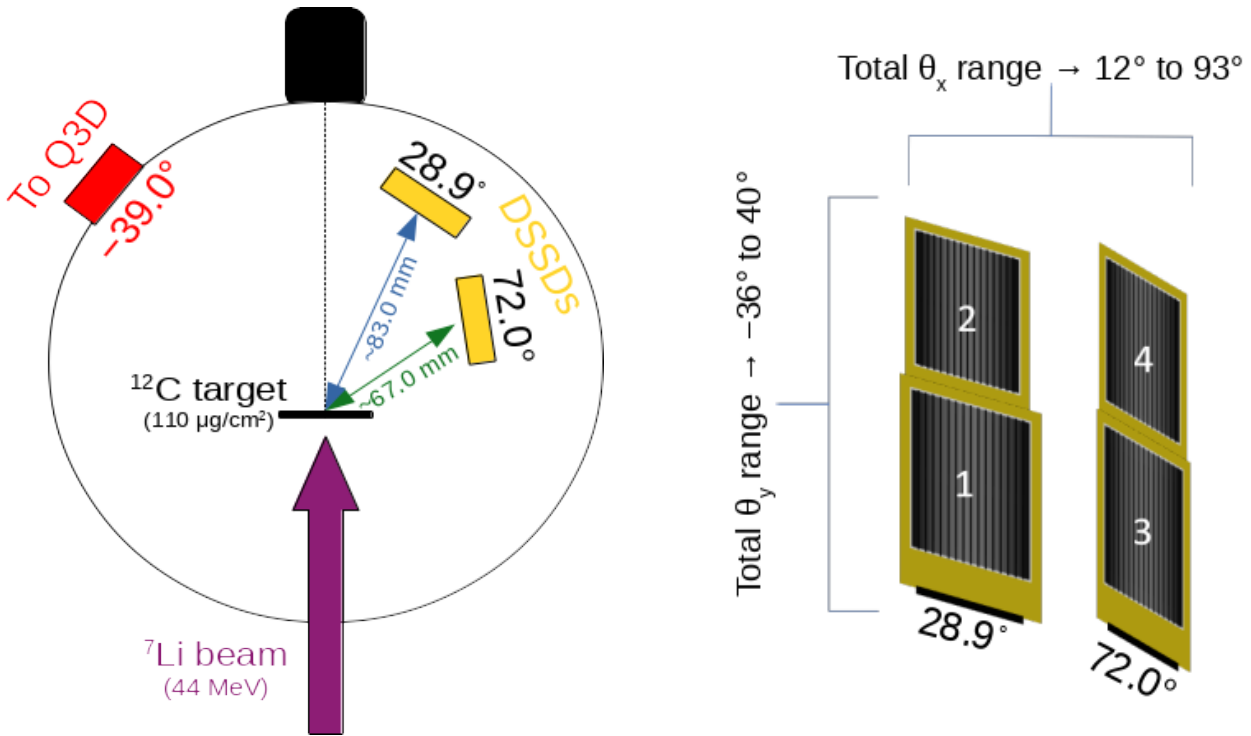 To Q3D
−39.0°
28.9°
DSSDs
72.0°
~83.0 mm
~67.0 mm
¹²C target
(110 μg/cm²)
⁷Li beam
(44 MeV)
Total θₓ range → 12° to 93°
Total θᵧ range → −36° to 40°
2
4
1
3
28.9°
72.0°